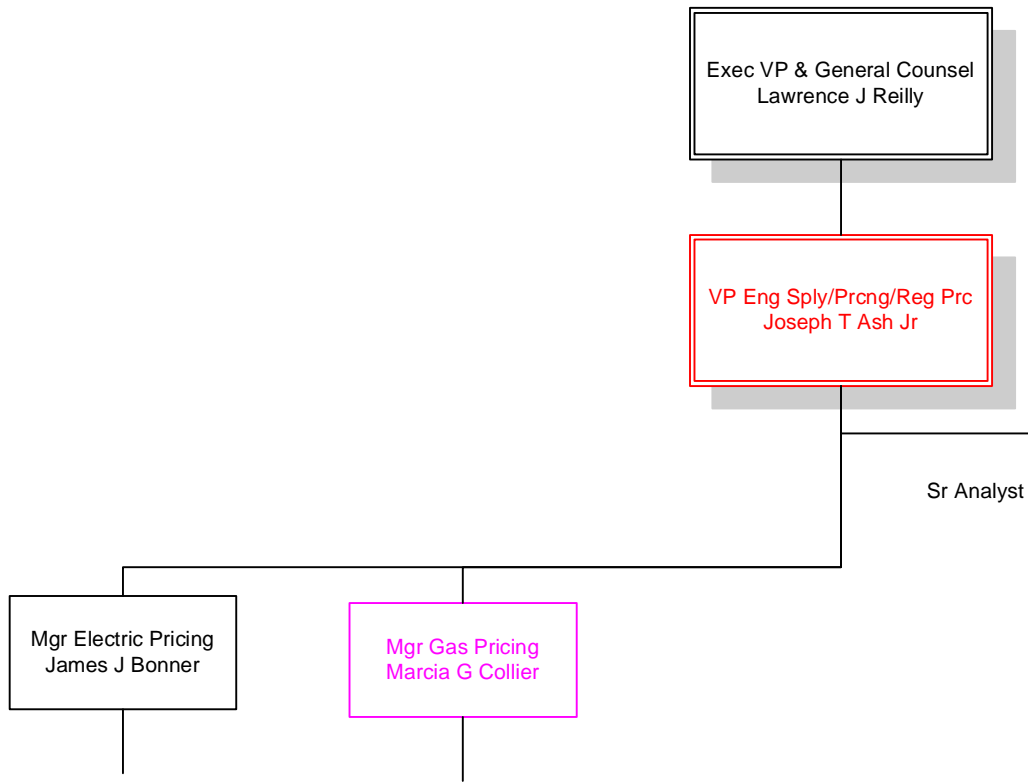 Exec VP & General Counsel
Lawrence J Reilly
VP Eng Sply/Prcng/Reg Prc
Joseph T Ash Jr
Sr Analyst
Mgr Electric Pricing
James J Bonner
Mgr Gas Pricing
Marcia G Collier